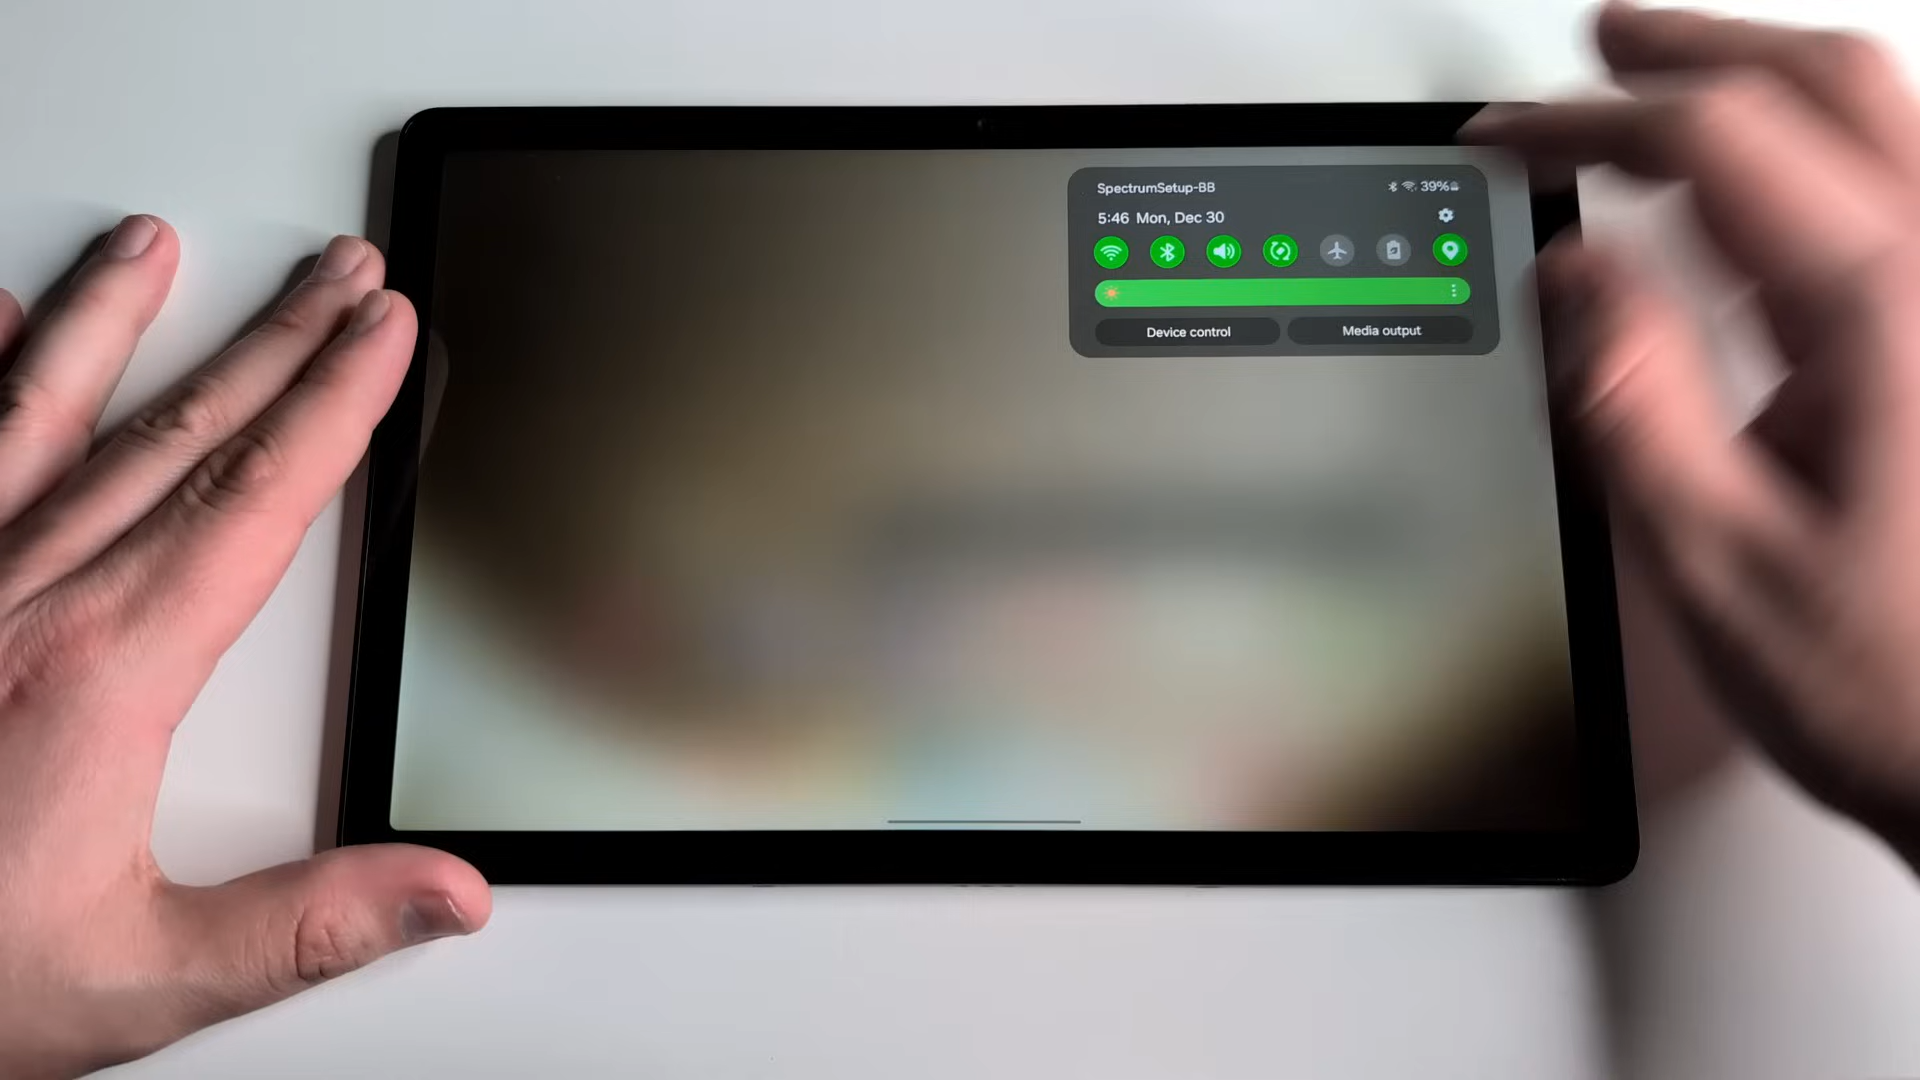 SpectrumSetup-BB 39%
5:46 Mon, Dec 30
Device control Media output